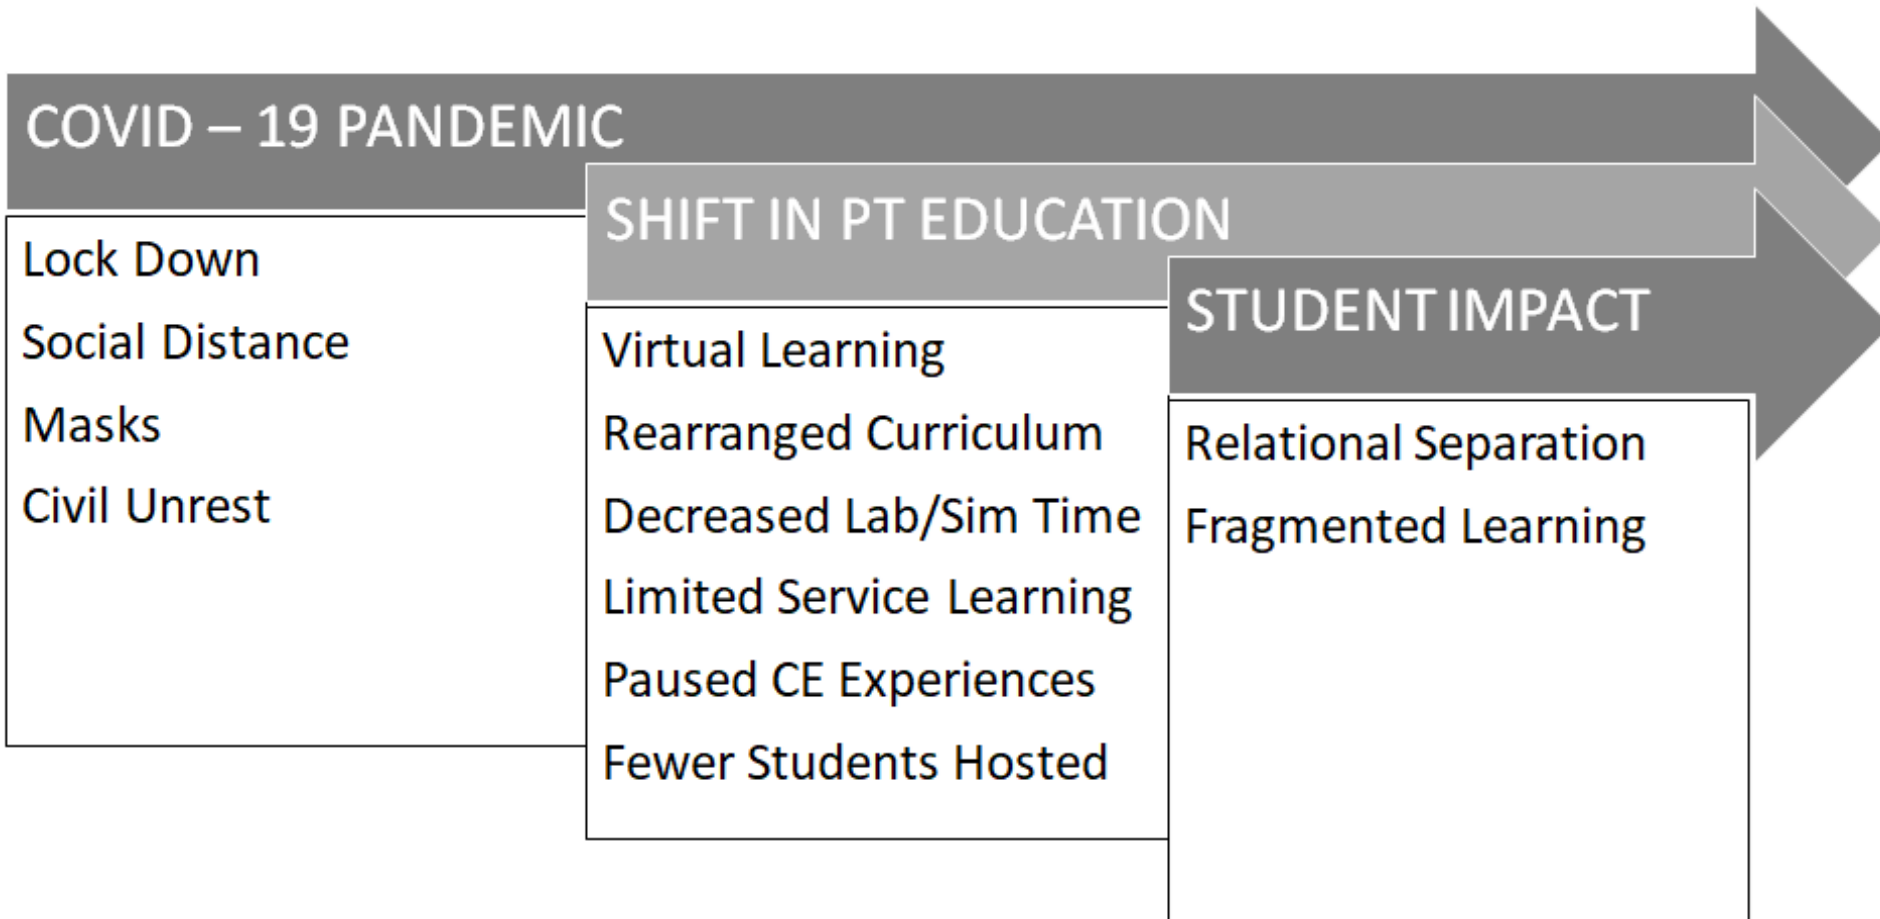 COVID – 19 PANDEMIC
Lock Down
Social Distance
Masks
Civil Unrest
SHIFT IN PT EDUCATION
Virtual Learning
Rearranged Curriculum
Decreased Lab/Sim Time
Limited Service Learning
Paused CE Experiences
Fewer Students Hosted
STUDENT IMPACT
Relational Separation
Fragmented Learning